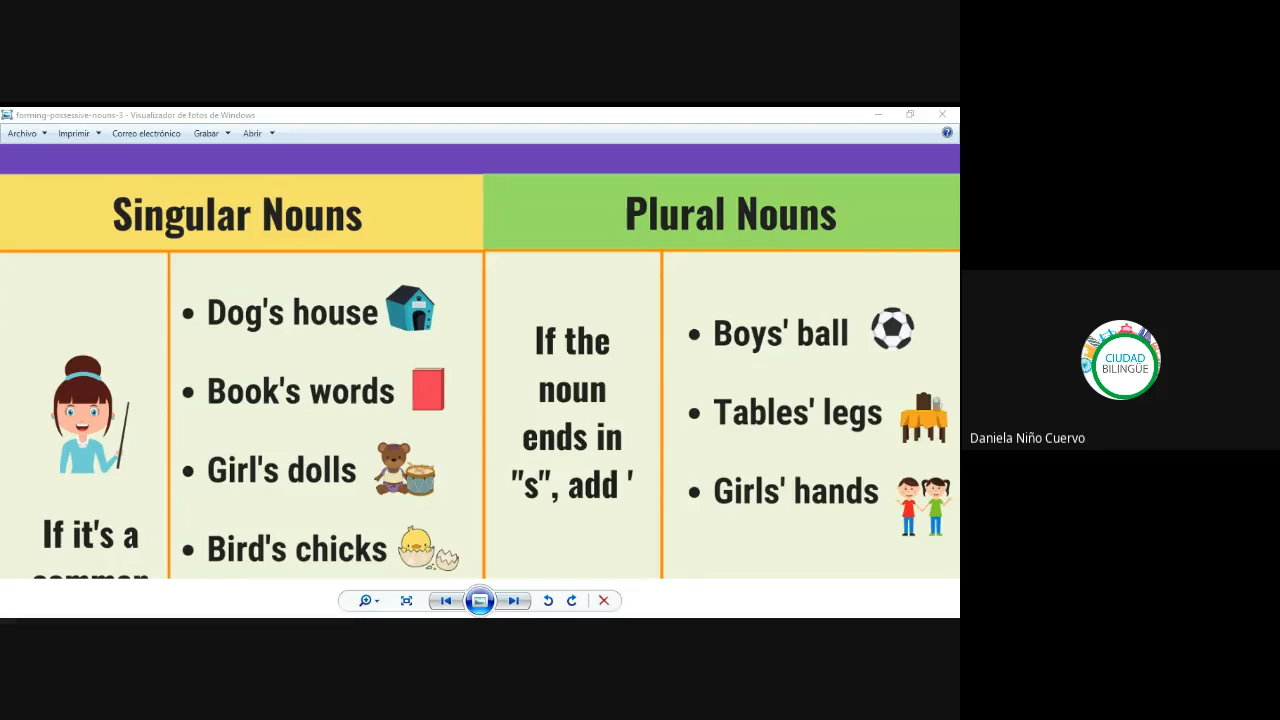 forming-possessive-nouns-3 - Visualizador de fotos de Windows
Archivo Imprimir Correo electrónico Grabar Abrir
Singular Nouns
Plural Nouns
If it's a
• Dog's house
• Book's words
• Girl's dolls
• Bird's chicks
If the
noun
ends in
"s", add '
• Boys' ball
• Tables' legs
• Girls' hands
CIUDAD
BILINGÜE
Daniela Niño Cuervo